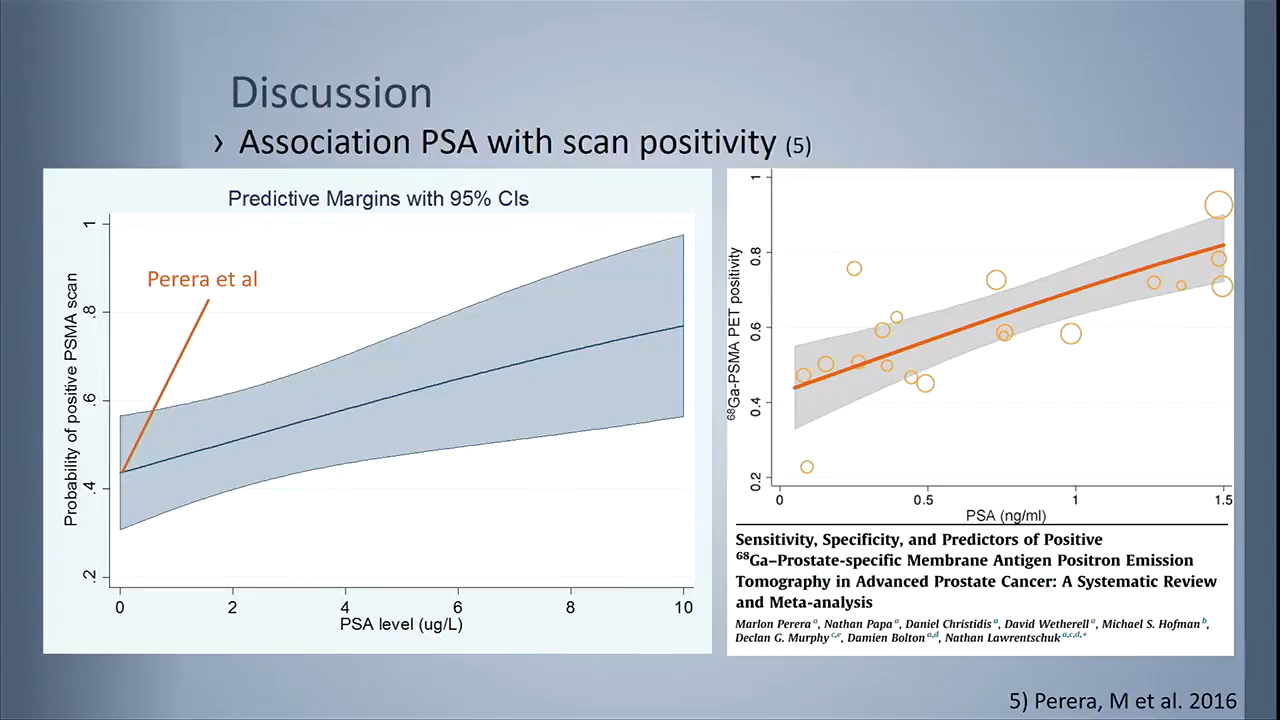 Discussion
› Association PSA with scan positivity (5)
Predictive Margins with 95% CIs
Perera et al
Probability of positive PSMA scan
1
.8
.6
.4
.2
0 2 4 6 8 10
PSA level (ug/L)
⁶⁸Ga-PSMA PET positivity
1
0.8
0.6
0.4
0.2
0 0.5 1 1.5
PSA (ng/ml)
Sensitivity, Specificity, and Predictors of Positive
⁶⁸Ga–Prostate-specific Membrane Antigen Positron Emission
Tomography in Advanced Prostate Cancer: A Systematic Review
and Meta-analysis
Marlon Perera ᵃ, Nathan Papa ᵃ, Daniel Christidis ᵃ, David Wetherell ᵃ, Michael S. Hofman ᵇ,
Declan G. Murphy ᶜ,ᵉ, Damien Bolton ᵃ,ᵈ, Nathan Lawrentschuk ᵃ,ᶜ,ᵈ,*
5) Perera, M et al. 2016